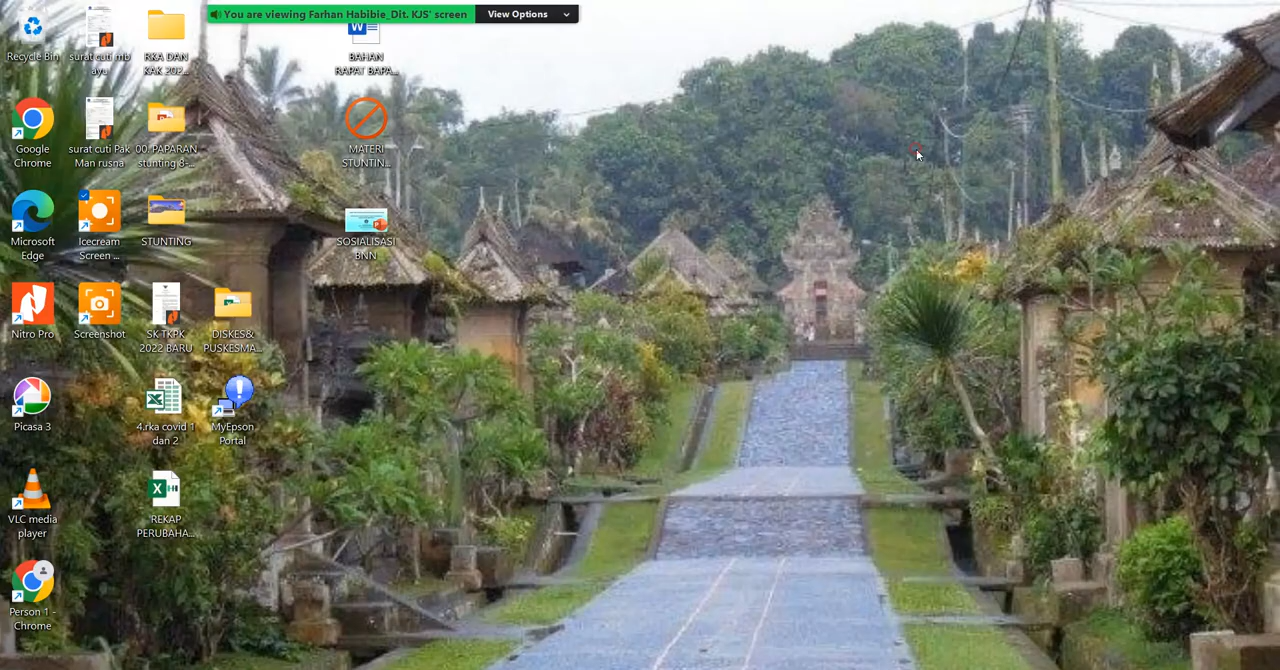 You are viewing Farhan Habibie_Dit. KJS' screen
View Options
Recycle Bin
surat cuti mb
ayu
RKA DAN
KAK 202...
BAHAN
RAPAT BAPA...
Google
Chrome
surat cuti Pak
Man rusna
00. PAPARAN
stunting 8-...
MATERI
STUNTIN...
Microsoft
Edge
Icecream
Screen ...
STUNTING
SOSIALISASI
BNN
Nitro Pro
Screenshot
SK TKPK
2022 BARU
DISKES&
PUSKESMA...
Picasa 3
4.rka covid 1
dan 2
MyEpson
Portal
VLC media
player
REKAP
PERUBAHA...
Person 1 -
Chrome